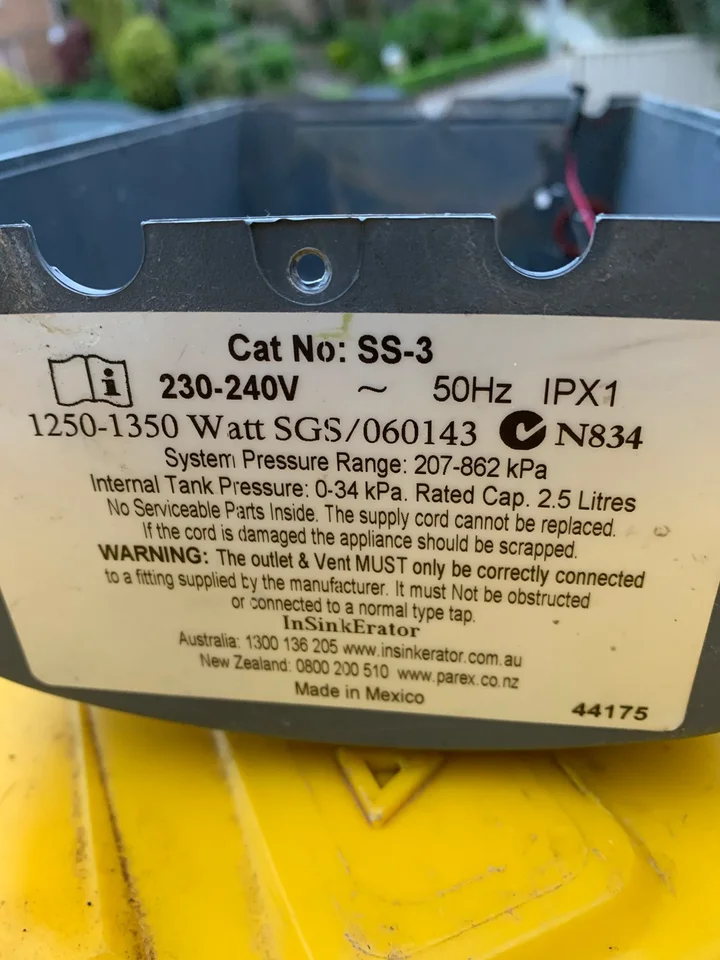 Cat No: SS-3
i 230-240V ~ 50Hz IPX1
1250-1350 Watt SGS/060143 N834
System Pressure Range: 207-862 kPa
Internal Tank Pressure: 0-34 kPa. Rated Cap. 2.5 Litres
No Serviceable Parts Inside. The supply cord cannot be replaced.
If the cord is damaged the appliance should be scrapped.
WARNING: The outlet & Vent MUST only be correctly connected
to a fitting supplied by the manufacturer. It must Not be obstructed
or connected to a normal type tap.
InSinkErator
Australia: 1300 136 205 www.insinkerator.com.au
New Zealand: 0800 200 510 www.parex.co.nz
Made in Mexico
44175